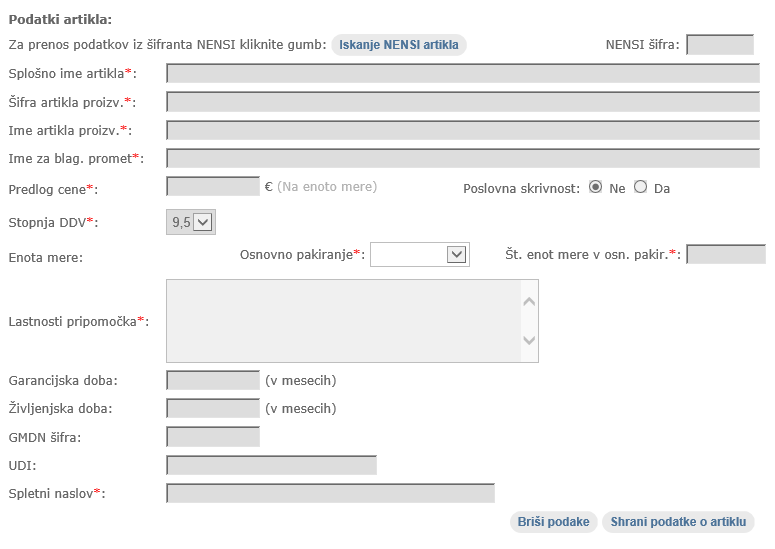 Podatki artikla:
Za prenos podatkov iz šifranta NENSI kliknite gumb: Iskanje NENSI artikla NENSI šifra:
Splošno ime artikla*:
Šifra artikla proizv.*:
Ime artikla proizv.*:
Ime za blag. promet*:
Predlog cene*: € (Na enoto mere) Poslovna skrivnost: Ne Da
Stopnja DDV*: 9,5
Enota mere: Osnovno pakiranje*: Št. enot mere v osn. pakir.*:
Lastnosti pripomočka*:
Garancijska doba: (v mesecih)
Življenjska doba: (v mesecih)
GMDN šifra:
UDI:
Spletni naslov*:
Briši podake Shrani podatke o artiklu